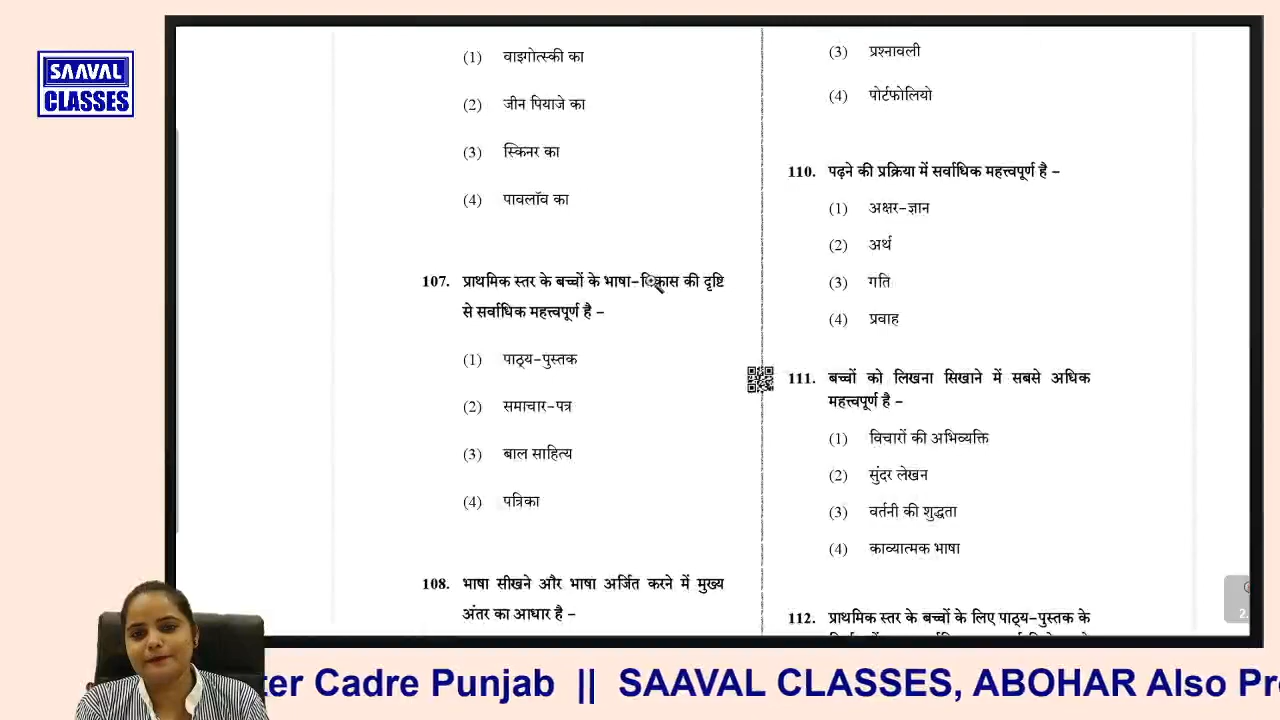 SAAVAL
CLASSES
(1) वाइगोत्स्की का
(2) जीन पियाजे का
(3) स्किनर का
(4) पावलॉव का
107. प्राथमिक स्तर के बच्चों के भाषा-विकास की दृष्टि
से सर्वाधिक महत्त्वपूर्ण है –
(1) पाठ्य-पुस्तक
(2) समाचार-पत्र
(3) बाल साहित्य
(4) पत्रिका
108. भाषा सीखने और भाषा अर्जित करने में मुख्य
अंतर का आधार है –
(3) प्रश्नावली
(4) पोर्टफोलियो
110. पढ़ने की प्रक्रिया में सर्वाधिक महत्त्वपूर्ण है –
(1) अक्षर-ज्ञान
(2) अर्थ
(3) गति
(4) प्रवाह
111. बच्चों को लिखना सिखाने में सबसे अधिक
महत्त्वपूर्ण है –
(1) विचारों की अभिव्यक्ति
(2) सुंदर लेखन
(3) वर्तनी की शुद्धता
(4) काव्यात्मक भाषा
112. प्राथमिक स्तर के बच्चों के लिए पाठ्य-पुस्तक के
2.
ter Cadre Punjab || SAAVAL CLASSES, ABOHAR Also Pr